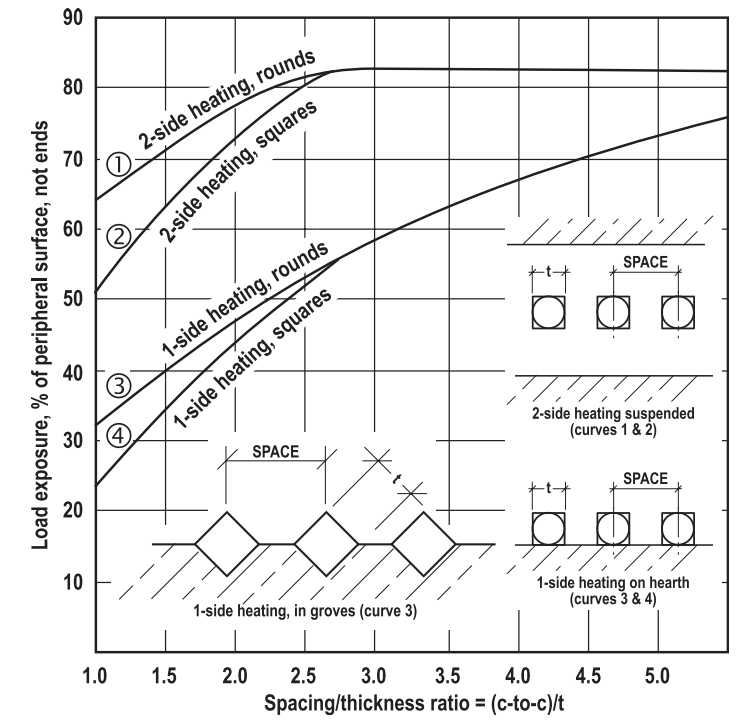 Load exposure, % of peripheral surface, not ends
90
80
70
60
50
40
30
20
10
2-side heating, rounds
①
2-side heating, squares
②
1-side heating, rounds
③
1-side heating, squares
④
SPACE
t
t
SPACE
2-side heating suspended
(curves 1 & 2)
t
SPACE
1-side heating on hearth
(curves 3 & 4)
1-side heating, in groves (curve 3)
1.0 1.5 2.0 2.5 3.0 3.5 4.0 4.5 5.0
Spacing/thickness ratio = (c-to-c)/t